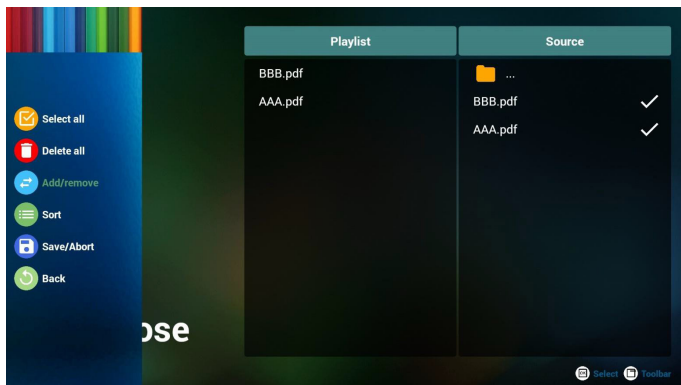 Playlist
Source
BBB.pdf
AAA.pdf
...
BBB.pdf
AAA.pdf
Select all
Delete all
Add/remove
Sort
Save/Abort
Back
ose
OK Select Toolbar